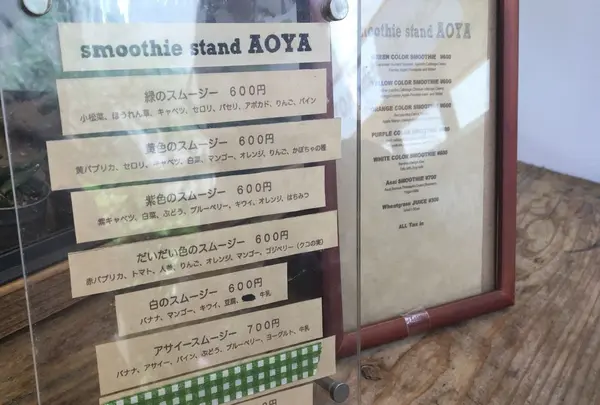 smoothie stand AOYA
緑のスムージー 600円
小松菜、ほうれん草、キャベツ、セロリ、パセリ、アボカド、りんご、パイン
黄色のスムージー 600円
黄パプリカ、セロリ、キャベツ、白菜、マンゴー、オレンジ、りんご、かぼちゃの種
紫色のスムージー 600円
紫キャベツ、白菜、ぶどう、ブルーベリー、キウイ、オレンジ、はちみつ
だいだい色のスムージー 600円
赤パプリカ、トマト、人参、りんご、オレンジ、マンゴー、ゴジベリー（クコの実）
白のスムージー 600円
バナナ、マンゴー、キウイ、豆腐、牛乳
アサイースムージー 700円
バナナ、アサイー、パイン、ぶどう、ブルーベリー、ヨーグルト、牛乳
smoothie stand AOYA
GREEN COLOR SMOOTHIE ¥600
YELLOW COLOR SMOOTHIE ¥600
ORANGE COLOR SMOOTHIE ¥600
PURPLE COLOR SMOOTHIE
WHITE COLOR SMOOTHIE ¥600
Acai SMOOTHIE ¥700
Wheatgrass JUICE
ALL Tax in